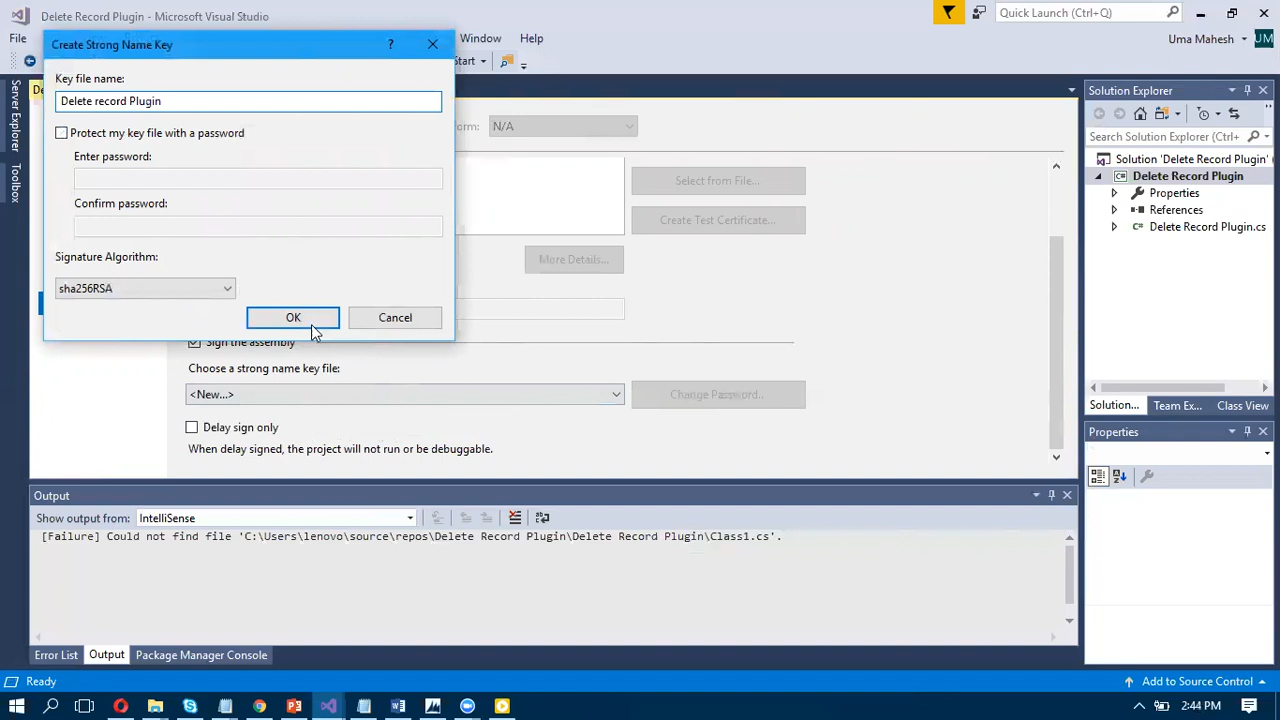 Delete Record Plugin - Microsoft Visual Studio
Quick Launch (Ctrl+Q)
File
Window
Help
Uma Mahesh
UM
Start
Create Strong Name Key
?
Key file name:
Delete record Plugin
Protect my key file with a password
Enter password:
Confirm password:
Signature Algorithm:
sha256RSA
OK
Cancel
Server Explorer
Toolbox
De
orm:
N/A
Select from File...
Create Test Certificate...
More Details...
Sign the assembly
Choose a strong name key file:
<New...>
Change Password...
Delay sign only
When delay signed, the project will not run or be debuggable.
Solution Explorer
Search Solution Explorer (Ctrl+
Solution 'Delete Record Plugin' (
Delete Record Plugin
Properties
References
Delete Record Plugin.cs
Solution...
Team Ex...
Class View
Properties
Output
Show output from:
IntelliSense
[Failure] Could not find file 'C:\Users\lenovo\source\repos\Delete Record Plugin\Delete Record Plugin\Class1.cs'.
Error List
Output
Package Manager Console
Ready
Add to Source Control
2:44 PM